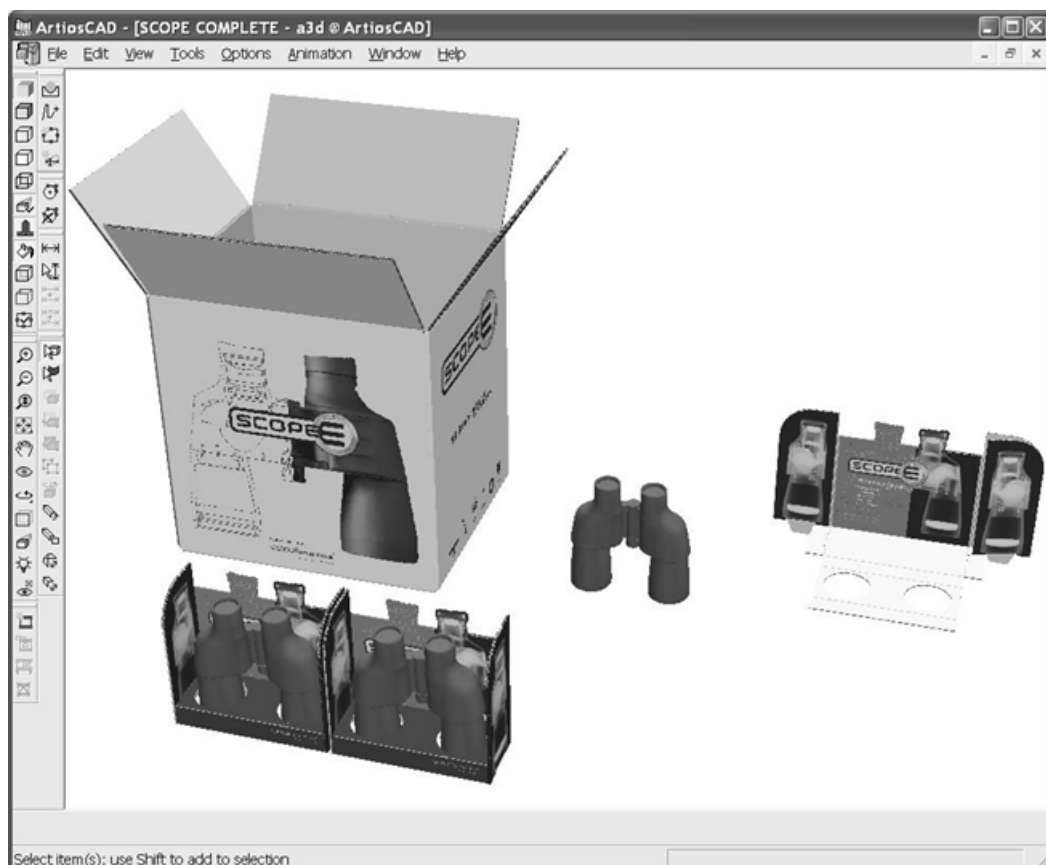 ArtiosCAD - [SCOPE COMPLETE - a3d @ ArtiosCAD]
File Edit View Tools Options Animation Window Help
SCOPE
SCOPE
SCOPE
Select item(s); use Shift to add to selection